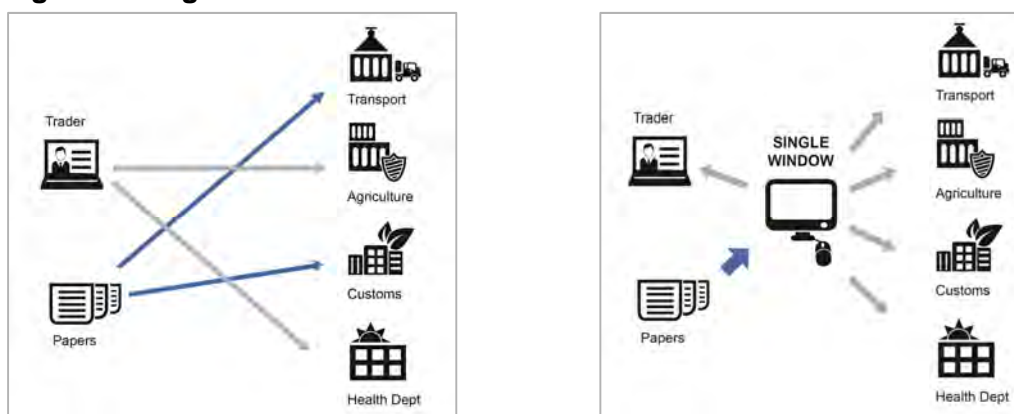 Transport
Trader
Agriculture
Customs
Papers
Health Dept
Transport
Trader
SINGLE
WINDOW
Agriculture
Customs
Papers
Health Dept